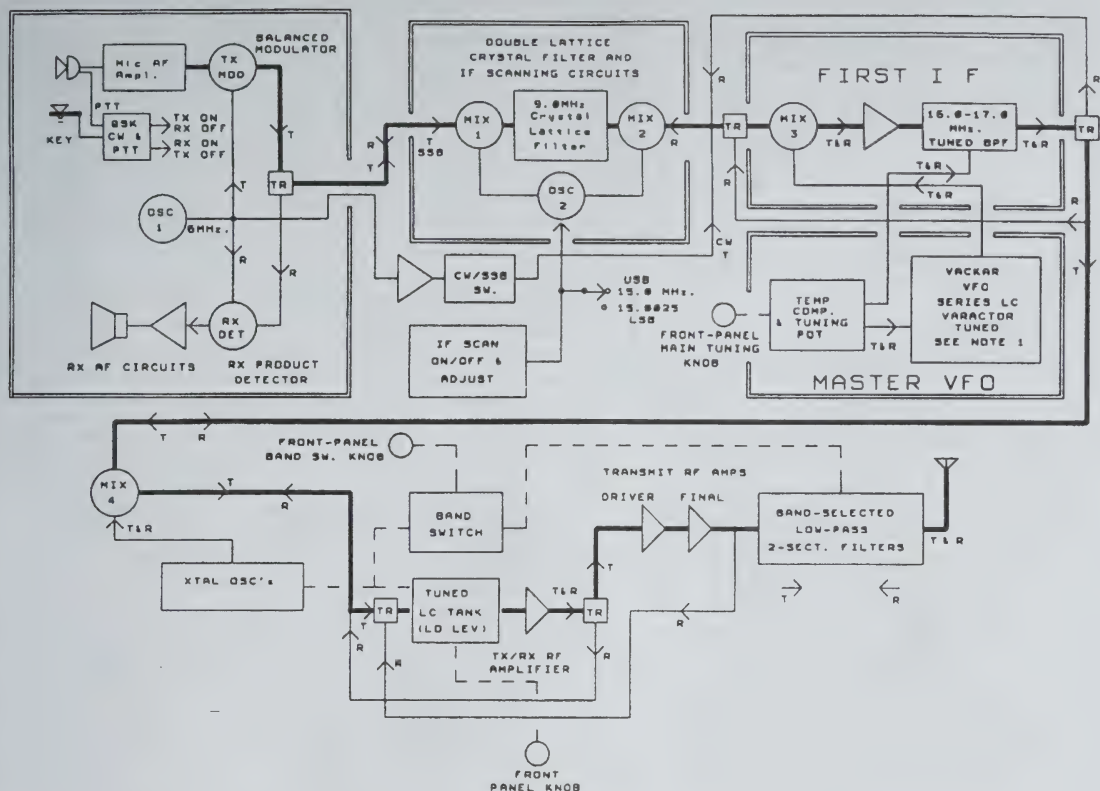 BALANCED
MODULATOR
Mic AF
Ampl.
TX
MOD
PTT
KEY
QSK
CW &
PTT
TX ON
RX OFF
RX ON
TX OFF
T
TR
OSC
1
6MHz.
T
R
R
RX
DET
RX AF CIRCUITS
RX PRODUCT
DETECTOR
DOUBLE LATTICE
CRYSTAL FILTER AND
IF SCANNING CIRCUITS
R
T
T
SSB
MIX
1
9.0MHz
Crystal
Lattice
Filter
MIX
2
R
OSC
2
CW/SSB
SW.
CW
T
USB
15.0 MHz.
15.0025
LSB
IF SCAN
ON/OFF &
ADJUST
R
R
FIRST IF
TR
MIX
3
T&R
16.0-17.0
MHz.
TUNED BPF
T&R
TR
R
T&R
T&R
R
T
TEMP
COMP.
& TUNING
POT
T&R
VACKAR
VFO
SERIES LC
VARACTOR
TUNED
SEE NOTE 1
FRONT-PANEL
MAIN TUNING
KNOB
MASTER VFO
T
R
MIX
4
T
R
T&R
XTAL OSC's
FRONT-PANEL
BAND SW. KNOB
BAND
SWITCH
TRANSMIT RF AMPS
DRIVER
FINAL
BAND-SELECTED
LOW-PASS
2-SECT. FILTERS
T&R
T
R
T
R
TR
TUNED
LC TANK
(LO LEV)
T&R
TR
T
R
R
R
TX/RX RF
AMPLIFIER
FRONT
PANEL KNOB